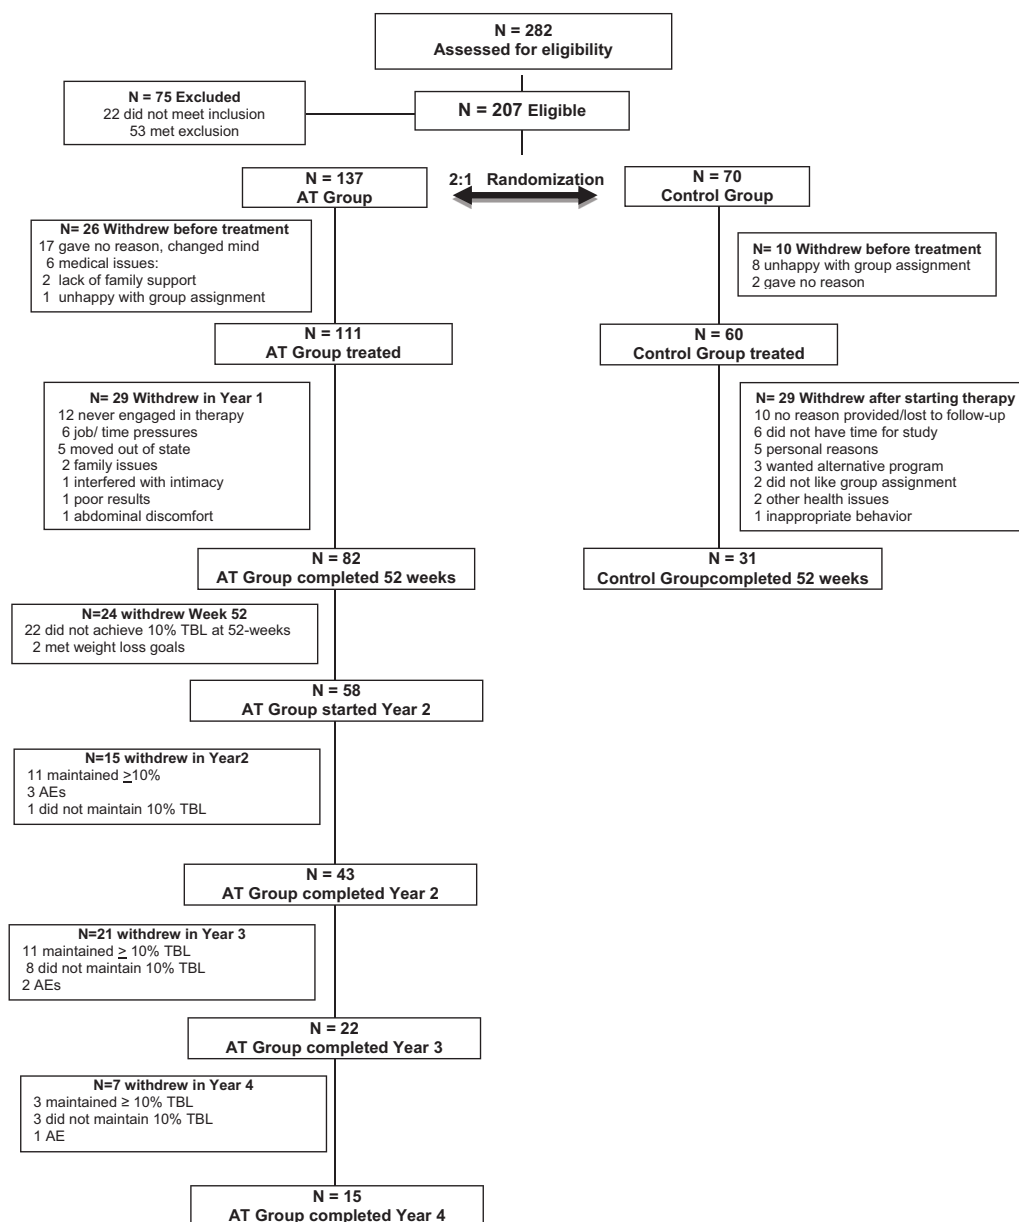 N = 282
Assessed for eligibility
N = 75 Excluded
22 did not meet inclusion
53 met exclusion
N = 207 Eligible
N = 137
AT Group
2:1 Randomization
N = 70
Control Group
N= 26 Withdrew before treatment
17 gave no reason, changed mind
6 medical issues:
2 lack of family support
1 unhappy with group assignment
N= 10 Withdrew before treatment
8 unhappy with group assignment
2 gave no reason
N = 111
AT Group treated
N = 60
Control Group treated
N= 29 Withdrew in Year 1
12 never engaged in therapy
6 job/ time pressures
5 moved out of state
2 family issues
1 interfered with intimacy
1 poor results
1 abdominal discomfort
N= 29 Withdrew after starting therapy
10 no reason provided/lost to follow-up
6 did not have time for study
5 personal reasons
3 wanted alternative program
2 did not like group assignment
2 other health issues
1 inappropriate behavior
N = 82
AT Group completed 52 weeks
N = 31
Control Groupcompleted 52 weeks
N=24 withdrew Week 52
22 did not achieve 10% TBL at 52-weeks
2 met weight loss goals
N = 58
AT Group started Year 2
N=15 withdrew in Year2
11 maintained ≥10%
3 AEs
1 did not maintain 10% TBL
N = 43
AT Group completed Year 2
N=21 withdrew in Year 3
11 maintained ≥ 10% TBL
8 did not maintain 10% TBL
2 AEs
N = 22
AT Group completed Year 3
N=7 withdrew in Year 4
3 maintained ≥ 10% TBL
3 did not maintain 10% TBL
1 AE
N = 15
AT Group completed Year 4